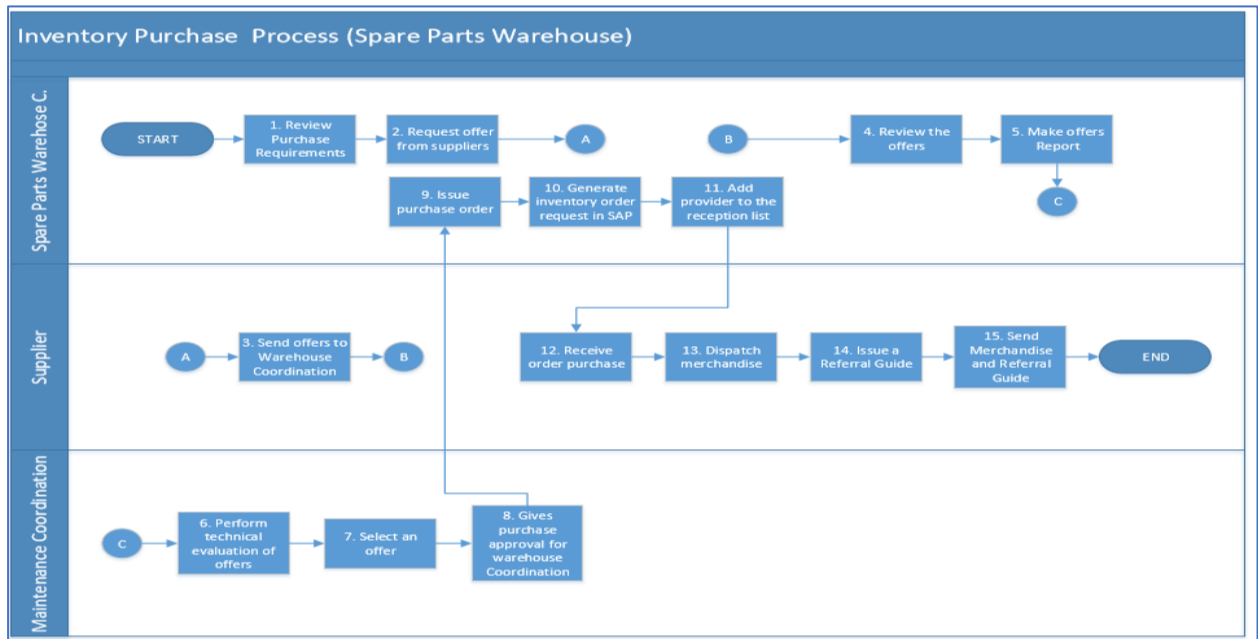 Inventory Purchase Process (Spare Parts Warehouse)
Spare Parts Warehose C.
START
1. Review
Purchase
Requirements
2. Request offer
from suppliers
A
B
4. Review the
offers
5. Make offers
Report
C
9. Issue
purchase order
10. Generate
inventory order
request in SAP
11. Add
provider to the
reception list
Supplier
A
3. Send offers to
Warehouse
Coordination
B
12. Receive
order purchase
13. Dispatch
merchandise
14. Issue a
Referral Guide
15. Send
Merchandise
and Referral
Guide
END
Maintenance Coordination
C
6. Perform
technical
evaluation of
offers
7. Select an
offer
8. Gives
purchase
approval for
warehouse
Coordination